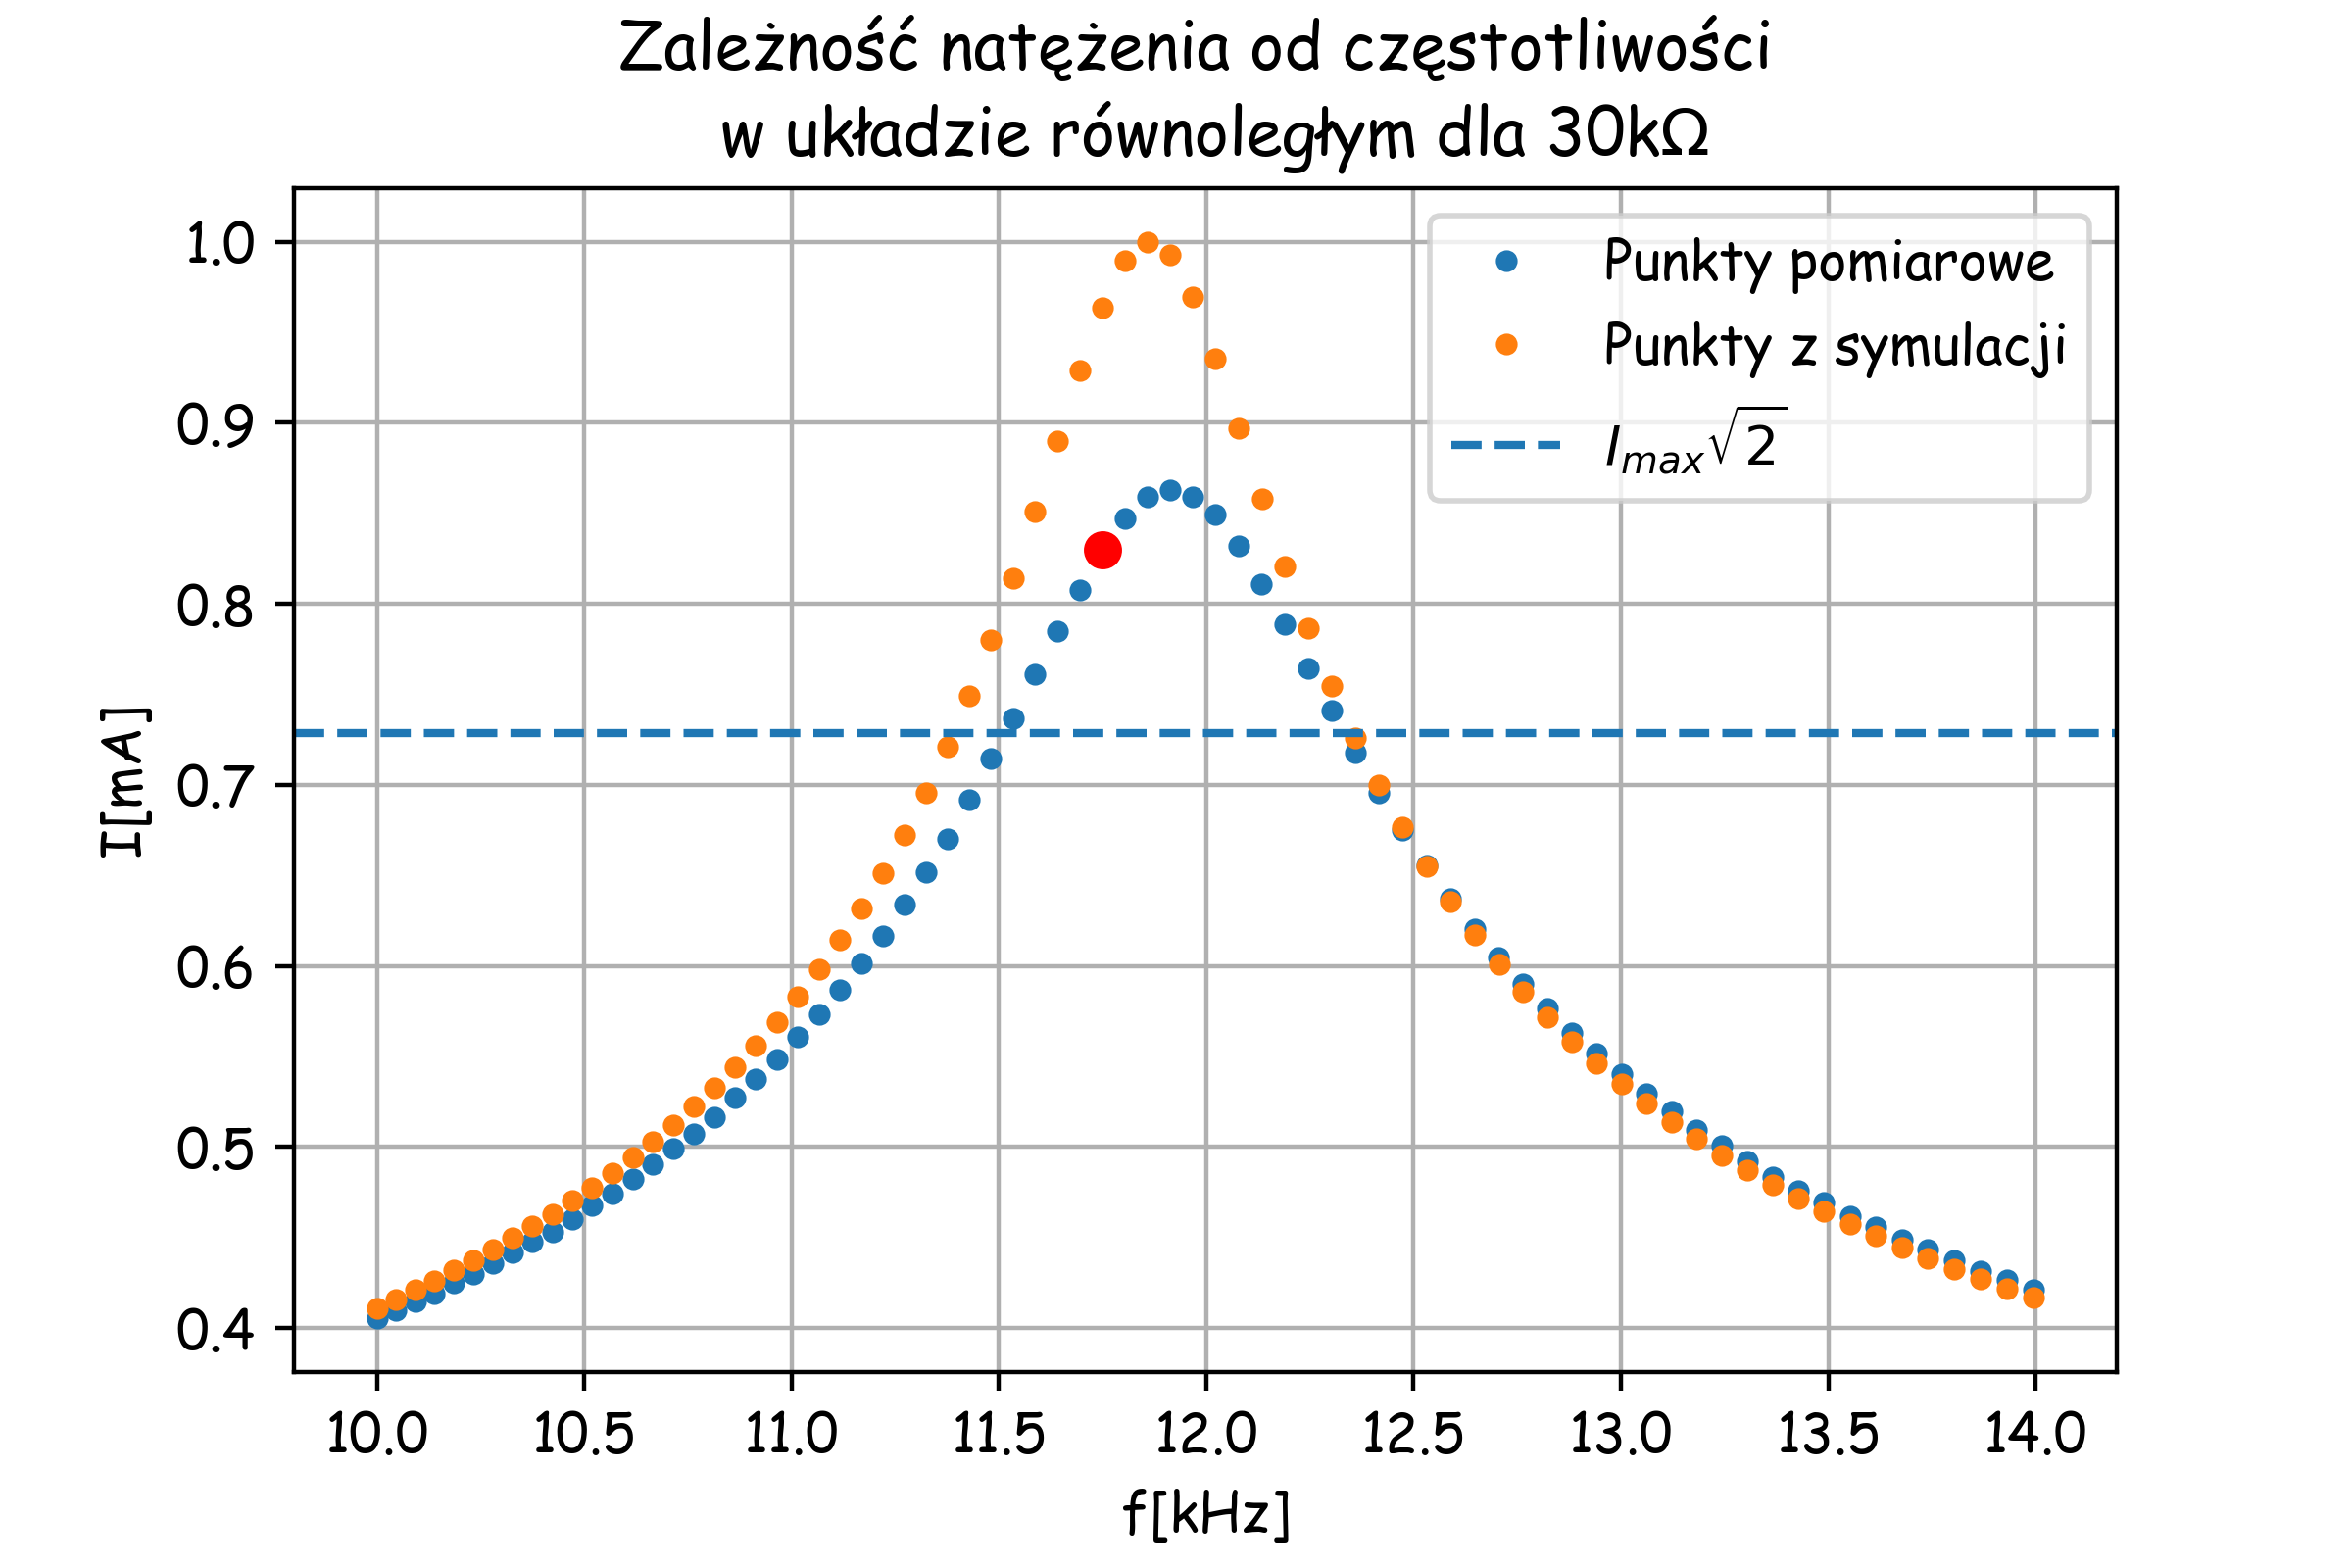 Zależność natężenia od częstotliwości
w układzie równoległym dla 30kΩ
Punkty pomiarowe
Punkty z symulacji
I_{max}√2
I[mA]
1.0
0.9
0.8
0.7
0.6
0.5
0.4
10.0 10.5 11.0 11.5 12.0 12.5 13.0 13.5 14.0
f[kHz]